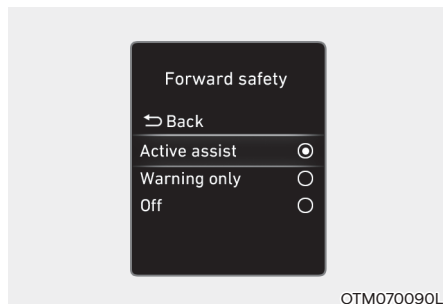 Forward safety
Back
Active assist
Warning only
Off
OTM070090L